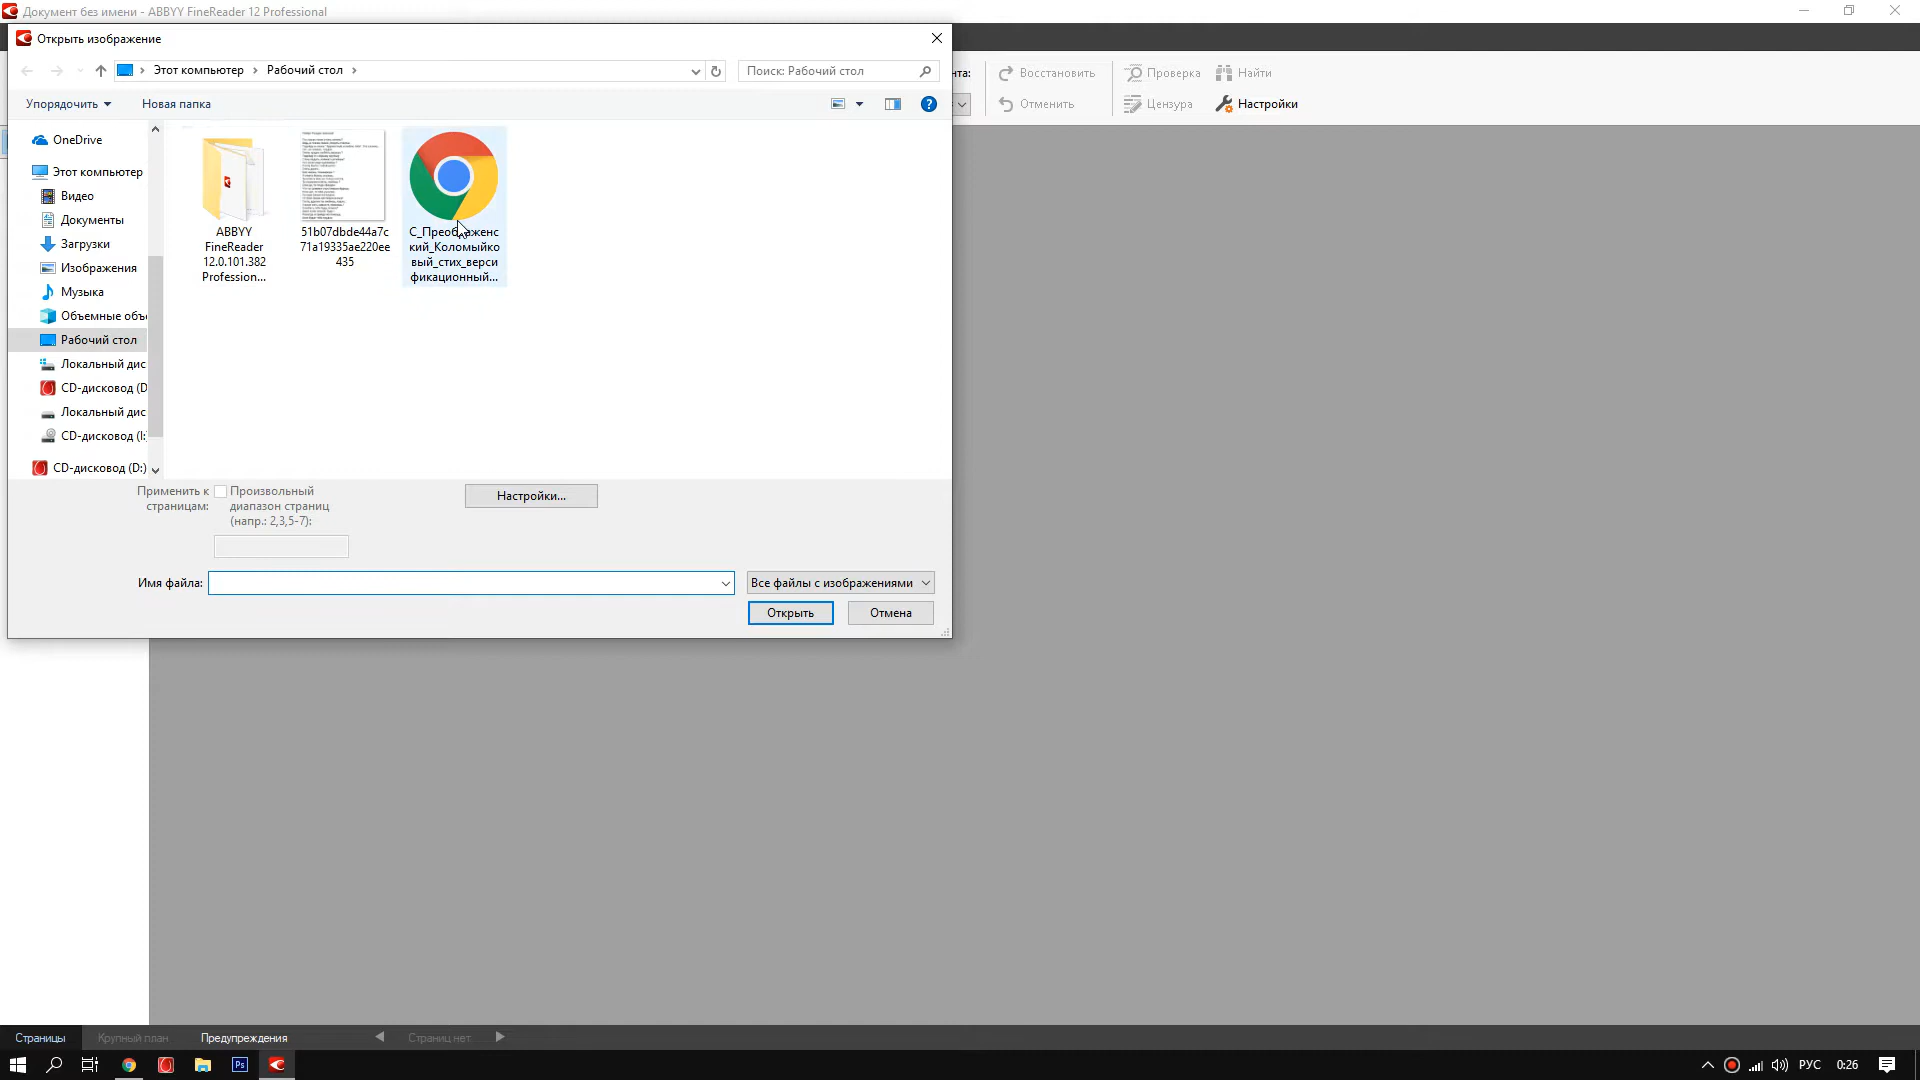 Документ без имени - ABBYY FineReader 12 Professional
Открыть изображение
Этот компьютер
Рабочий стол
Поиск: Рабочий стол
нта:
Восстановить
Проверка
Найти
Упорядочить
Новая папка
Отменить
Цензура
Настройки
OneDrive
Этот компьютер
Видео
Документы
Загрузки
Изображения
Музыка
Объемные объе
Рабочий стол
Локальный дис
CD-дисковод (D
Локальный дис
CD-дисковод (I:
CD-дисковод (D:)
ABBYY
FineReader
12.0.101.382
Profession...
51b07dbde44a7c
71a19335ae220ee
435
С_Преображенс
кий_Коломыйко
вый_стих_верси
фикационный...
Применить к
страницам:
Произвольный
диапазон страниц
(напр.: 2,3,5-7):
Настройки...
Имя файла:
Все файлы с изображениями
Открыть
Отмена
Страницы
Крупный план
Предупреждения
Страниц нет
Ps
РУС
0:26